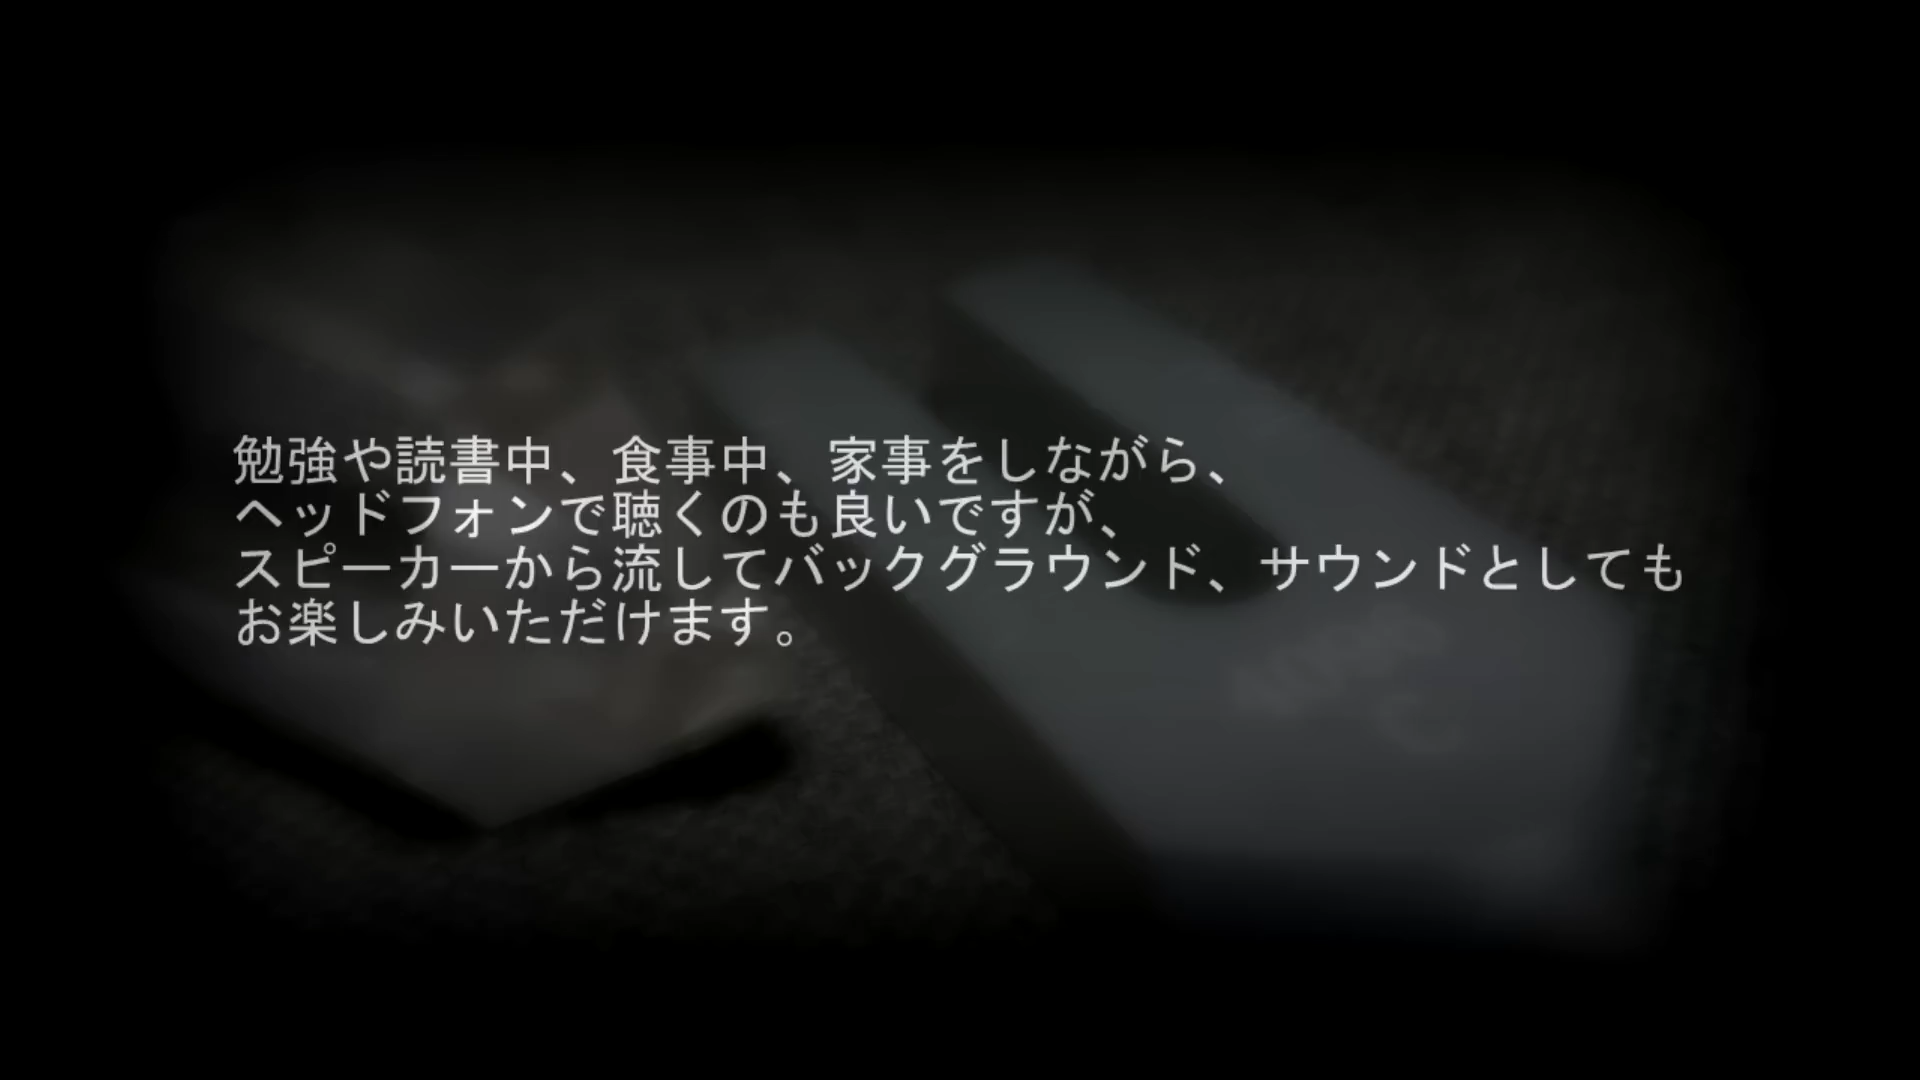 勉強や読書中、食事中、家事をしながら、
ヘッドフォンで聴くのも良いですが、
スピーカーから流してバックグラウンド、サウンドとしても
お楽しみいただけます。